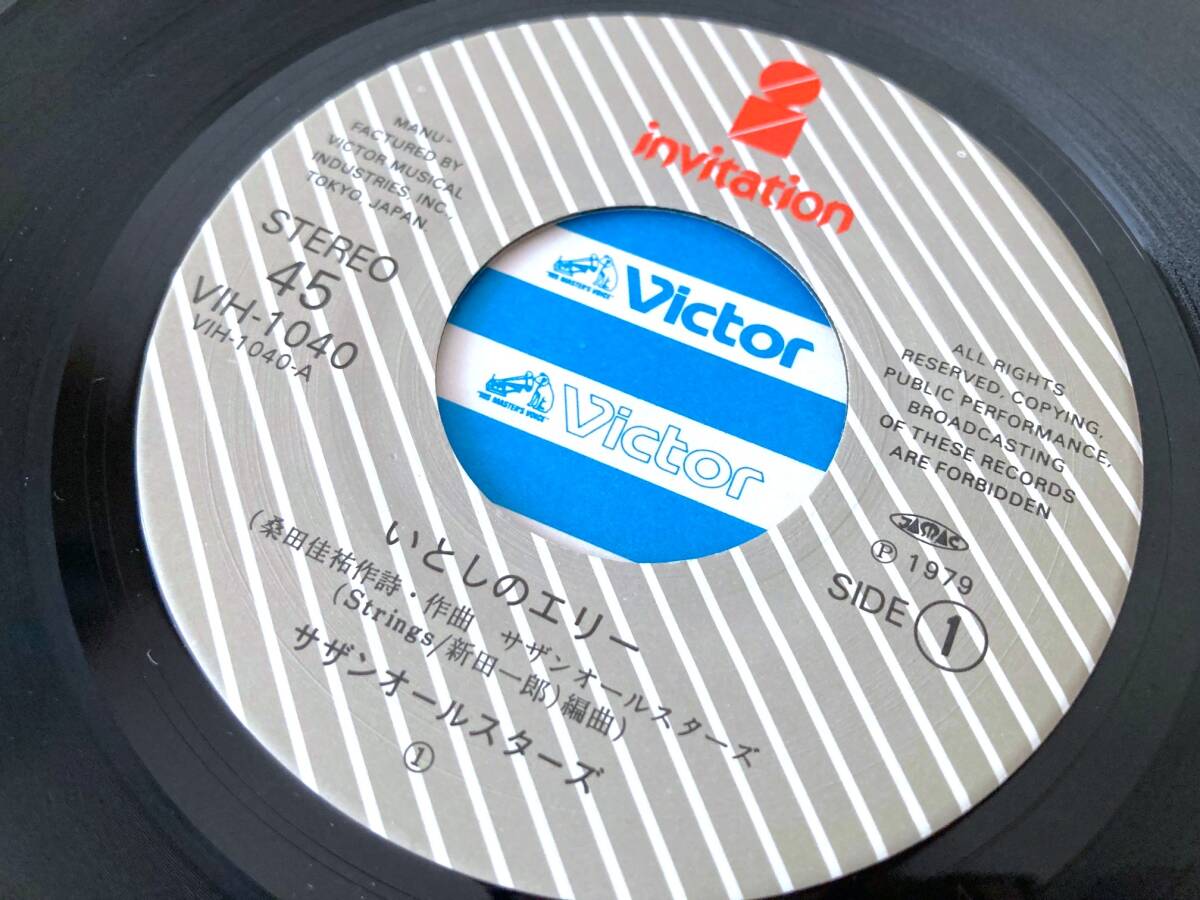 invitation
MANU-
FACTURED BY
VICTOR MUSICAL
INDUSTRIES, INC.,
TOKYO, JAPAN
STEREO
45
VIH-1040
VIH-1040-A
"HIS MASTER'S VOICE"
Victor
"HIS MASTER'S VOICE"
Victor
ALL RIGHTS
RESERVED, COPYING,
PUBLIC PERFORMANCE,
BROADCASTING
OF THESE RECORDS
ARE FORBIDDEN
JASRAC
Ⓟ 1979
SIDE ①
いとしのエリー
(桑田佳祐作詩・作曲 サザンオールスターズ
(Strings/新田一郎)編曲)
サザンオールスターズ
①